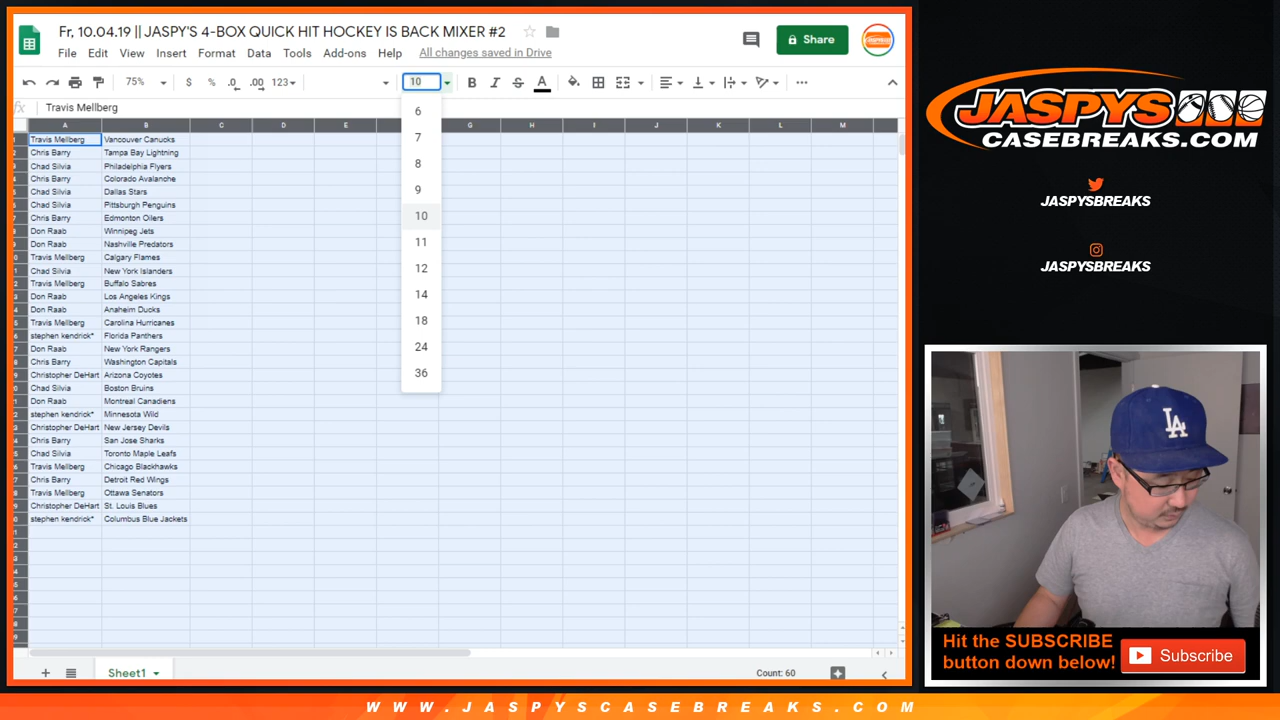 Fr, 10.04.19 || JASPY'S 4-BOX QUICK HIT HOCKEY IS BACK MIXER #2
File Edit View Insert Format Data Tools Add-ons Help All changes saved in Drive
Share
75% $ % .0 .00 123 10 B I S A
fx Travis Mellberg
A B C D E G H I J K L M
Travis Mellberg Vancouver Canucks
Chris Barry Tampa Bay Lightning
Chad Silvia Philadelphia Flyers
Chris Barry Colorado Avalanche
Chad Silvia Dallas Stars
Chad Silvia Pittsburgh Penguins
Chris Barry Edmonton Oilers
Don Raab Winnipeg Jets
Don Raab Nashville Predators
Travis Mellberg Calgary Flames
Chad Silvia New York Islanders
Travis Mellberg Buffalo Sabres
Don Raab Los Angeles Kings
Don Raab Anaheim Ducks
Travis Mellberg Carolina Hurricanes
stephen kendrick* Florida Panthers
Don Raab New York Rangers
Chris Barry Washington Capitals
Christopher DeHart Arizona Coyotes
Chad Silvia Boston Bruins
Don Raab Montreal Canadiens
stephen kendrick* Minnesota Wild
Christopher DeHart New Jersey Devils
Chris Barry San Jose Sharks
Chad Silvia Toronto Maple Leafs
Travis Mellberg Chicago Blackhawks
Chris Barry Detroit Red Wings
Travis Mellberg Ottawa Senators
Christopher DeHart St. Louis Blues
stephen kendrick* Columbus Blue Jackets
6
7
8
9
10
11
12
14
18
24
36
Sheet1
Count: 60
JASPYS
CASEBREAKS.COM
JASPYSBREAKS
JASPYSBREAKS
LA
Hit the SUBSCRIBE
button down below!
Subscribe
WWW.JASPYSCASEBREAKS.COM